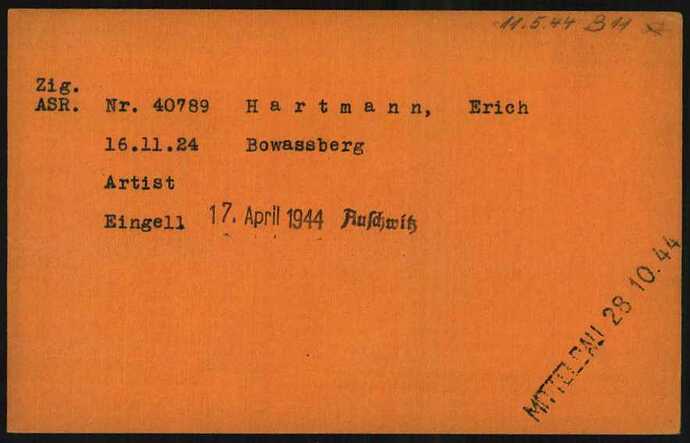 11.5.44 B11
Zig.
ASR. Nr. 40789 Hartmann, Erich
16.11.24 Bowassberg
Artist
Eingell 17. April 1944 Auschwitz
MITTELBAU 28 10. 44